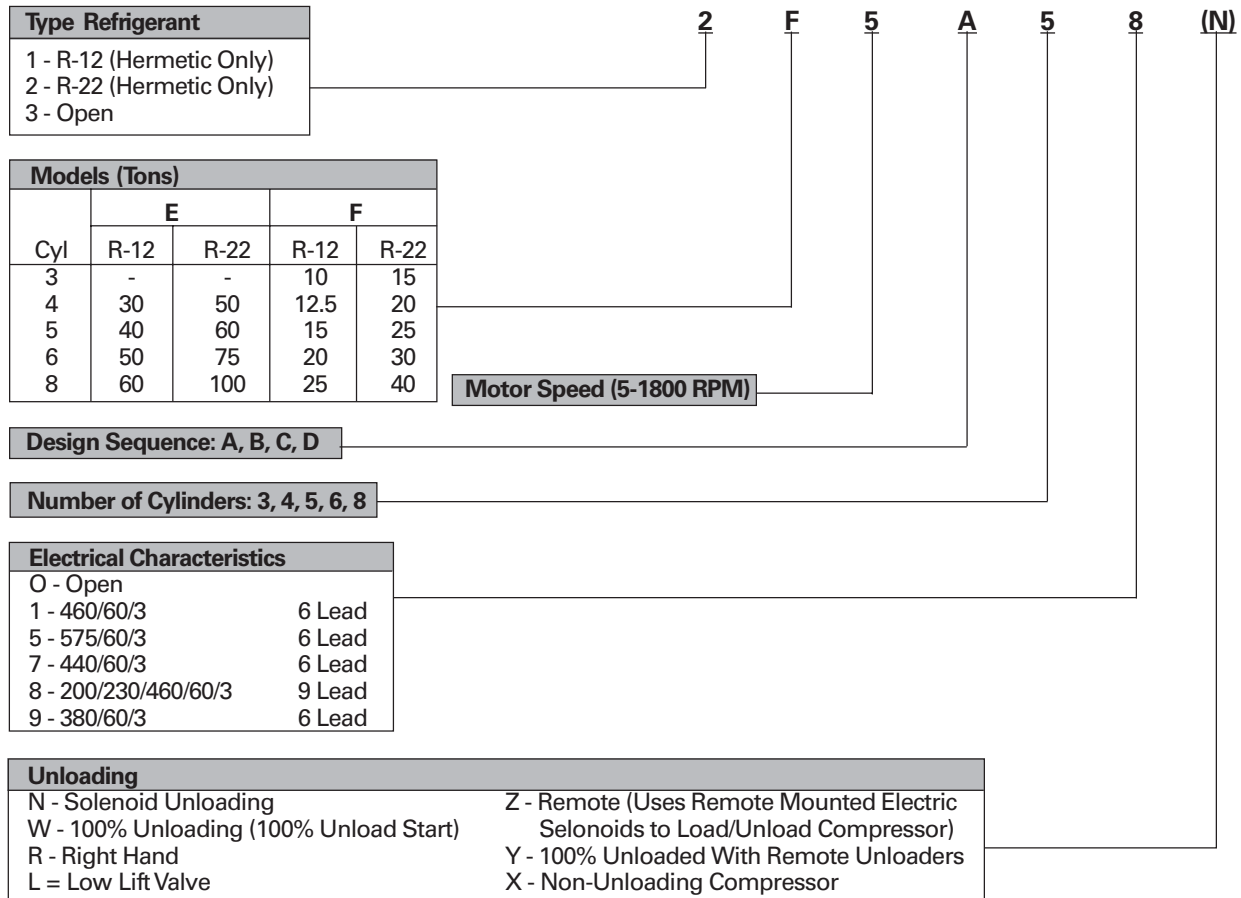 Type Refrigerant
1 - R-12 (Hermetic Only)
2 - R-22 (Hermetic Only)
3 - Open
2 F 5 A 5 8 (N)
Models (Tons)
E F
Cyl R-12 R-22 R-12 R-22
3 - - 10 15
4 30 50 12.5 20
5 40 60 15 25
6 50 75 20 30
8 60 100 25 40
Motor Speed (5-1800 RPM)
Design Sequence: A, B, C, D
Number of Cylinders: 3, 4, 5, 6, 8
Electrical Characteristics
O - Open
1 - 460/60/3 6 Lead
5 - 575/60/3 6 Lead
7 - 440/60/3 6 Lead
8 - 200/230/460/60/3 9 Lead
9 - 380/60/3 6 Lead
Unloading
N - Solenoid Unloading
W - 100% Unloading (100% Unload Start)
R - Right Hand
L = Low Lift Valve
Z - Remote (Uses Remote Mounted Electric
Selonoids to Load/Unload Compressor)
Y - 100% Unloaded With Remote Unloaders
X - Non-Unloading Compressor